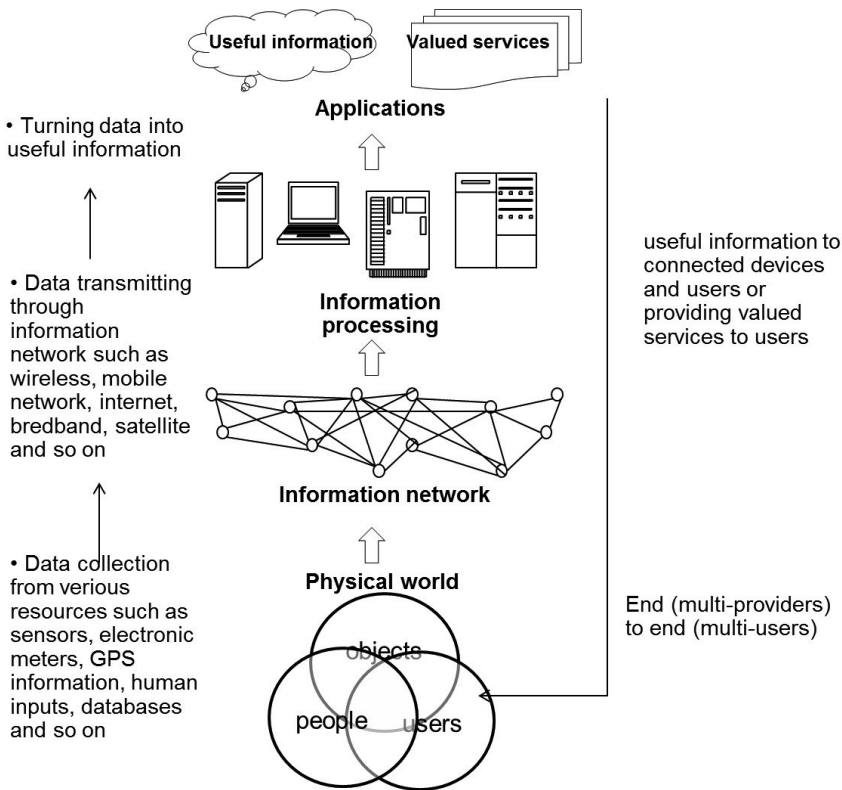 Useful information
Valued services
Applications
• Turning data into
useful information
Information
processing
useful information to
connected devices
and users or
providing valued
services to users
• Data transmitting
through
information
network such as
wireless, mobile
network, internet,
bredband, satellite
and so on
Information network
• Data collection
from verious
resources such as
sensors, electronic
meters, GPS
information, human
inputs, databases
and so on
Physical world
objects
people
users
End (multi-providers)
to end (multi-users)